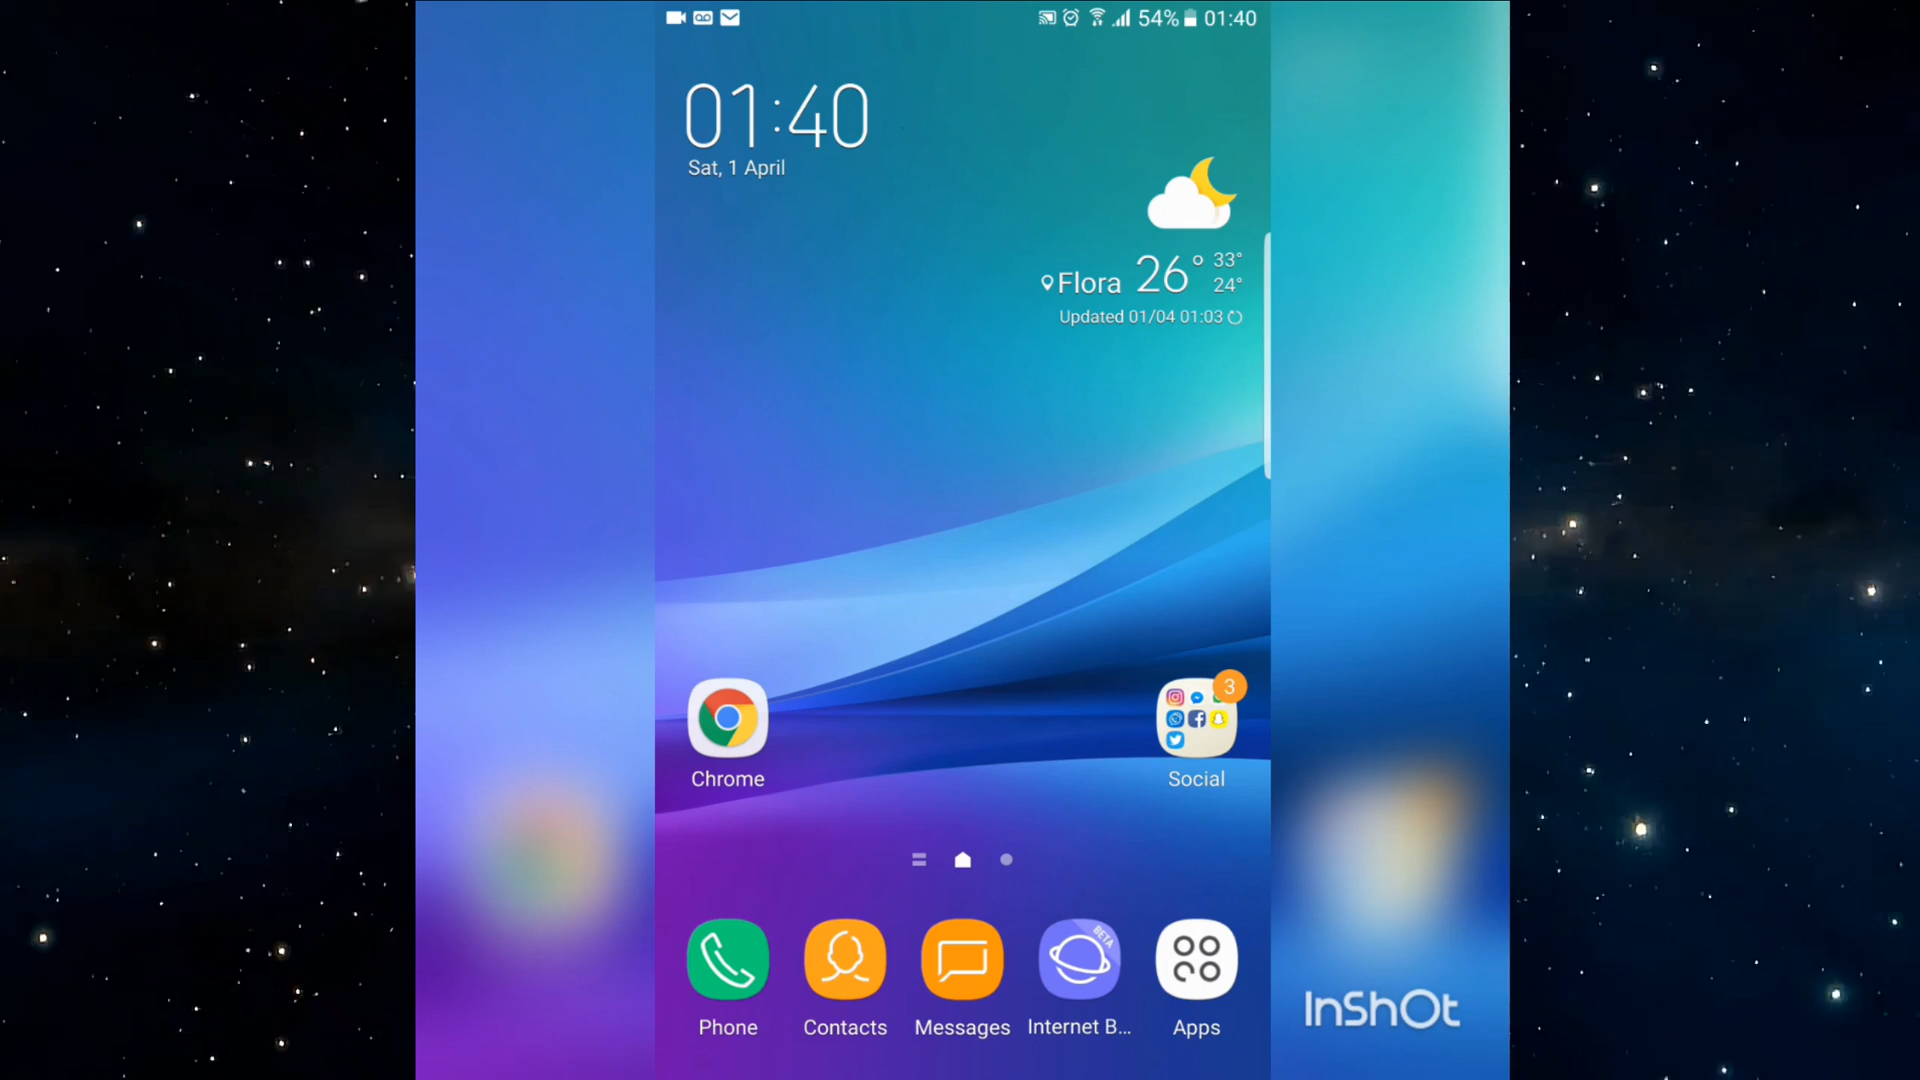 54% 01:40
01:40
Sat, 1 April
Flora 26° 33°
24°
Updated 01/04 01:03
3
Chrome
Social
BETA
Phone
Contacts
Messages
Internet B...
Apps
InShOt